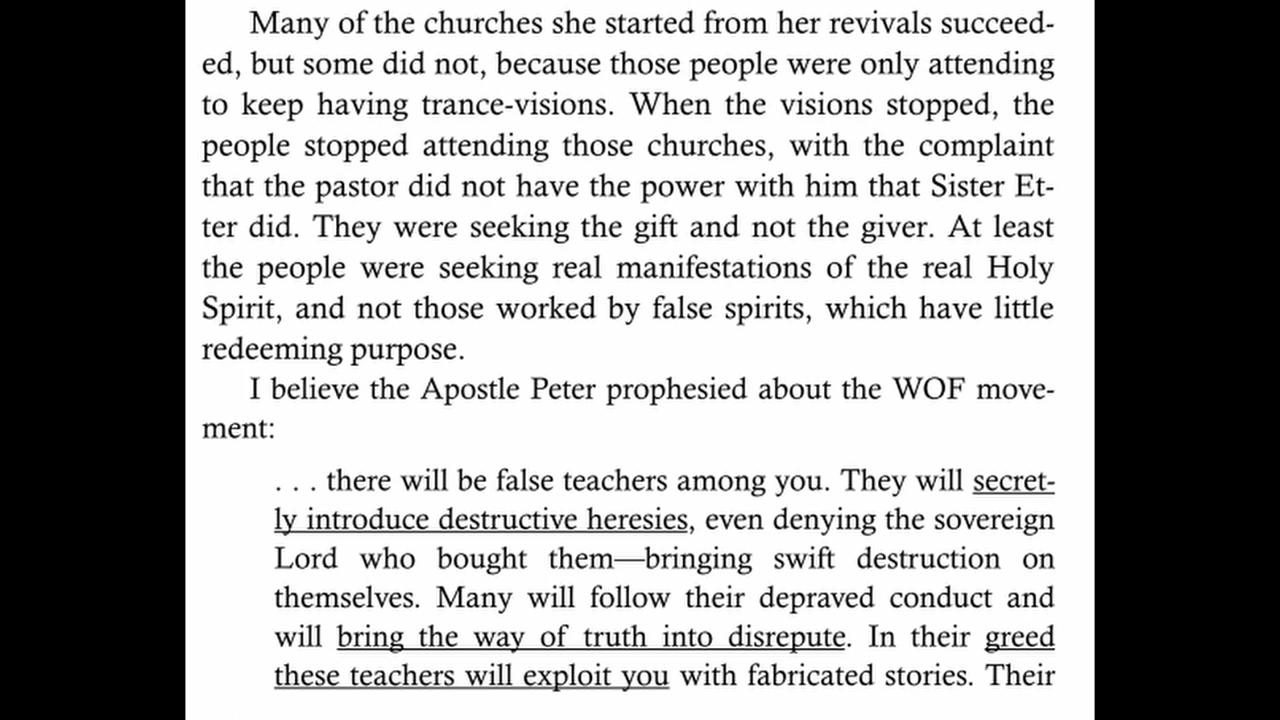 Many of the churches she started from her revivals succeed-
ed, but some did not, because those people were only attending
to keep having trance-visions. When the visions stopped, the
people stopped attending those churches, with the complaint
that the pastor did not have the power with him that Sister Et-
ter did. They were seeking the gift and not the giver. At least
the people were seeking real manifestations of the real Holy
Spirit, and not those worked by false spirits, which have little
redeeming purpose.
I believe the Apostle Peter prophesied about the WOF move-
ment:
. . . there will be false teachers among you. They will secret-
ly introduce destructive heresies, even denying the sovereign
Lord who bought them—bringing swift destruction on
themselves. Many will follow their depraved conduct and
will bring the way of truth into disrepute. In their greed
these teachers will exploit you with fabricated stories. Their